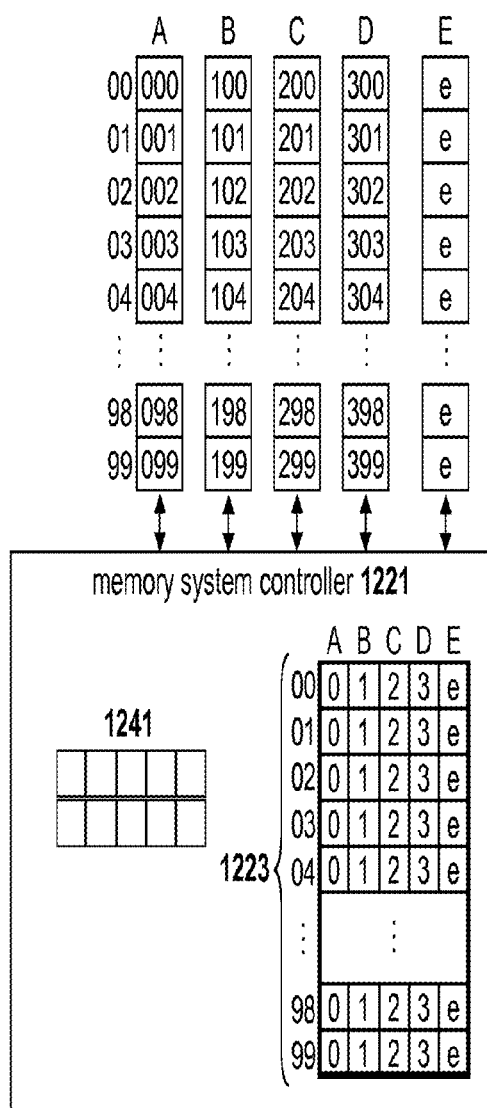 A B C D E
00 000 100 200 300 e
01 001 101 201 301 e
02 002 102 202 302 e
03 003 103 203 303 e
04 004 104 204 304 e
98 098 198 298 398 e
99 099 199 299 399 e
memory system controller 1221
1241
A B C D E
00 0 1 2 3 e
01 0 1 2 3 e
02 0 1 2 3 e
03 0 1 2 3 e
04 0 1 2 3 e
1223
98 0 1 2 3 e
99 0 1 2 3 e